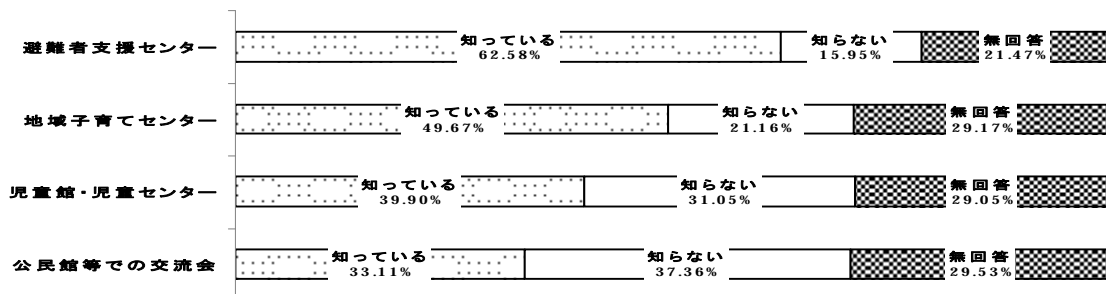 避難者支援センター
知っている
62.58%
知らない
15.95%
無回答
21.47%
地域子育てセンター
知っている
49.67%
知らない
21.16%
無回答
29.17%
児童館・児童センター
知っている
39.90%
知らない
31.05%
無回答
29.05%
公民館等での交流会
知っている
33.11%
知らない
37.36%
無回答
29.53%